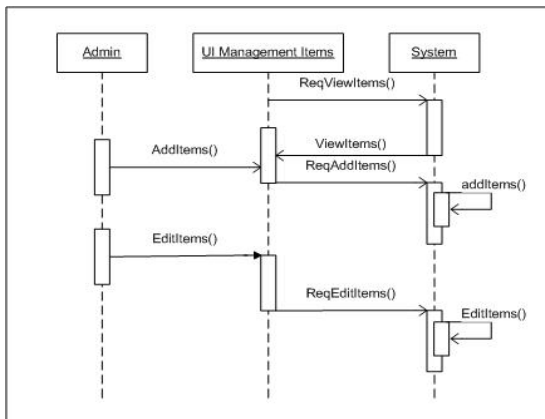 Admin
UI Management Items
System
ReqViewItems()
ViewItems()
AddItems()
ReqAddItems()
addItems()
EditItems()
ReqEditItems()
EditItems()